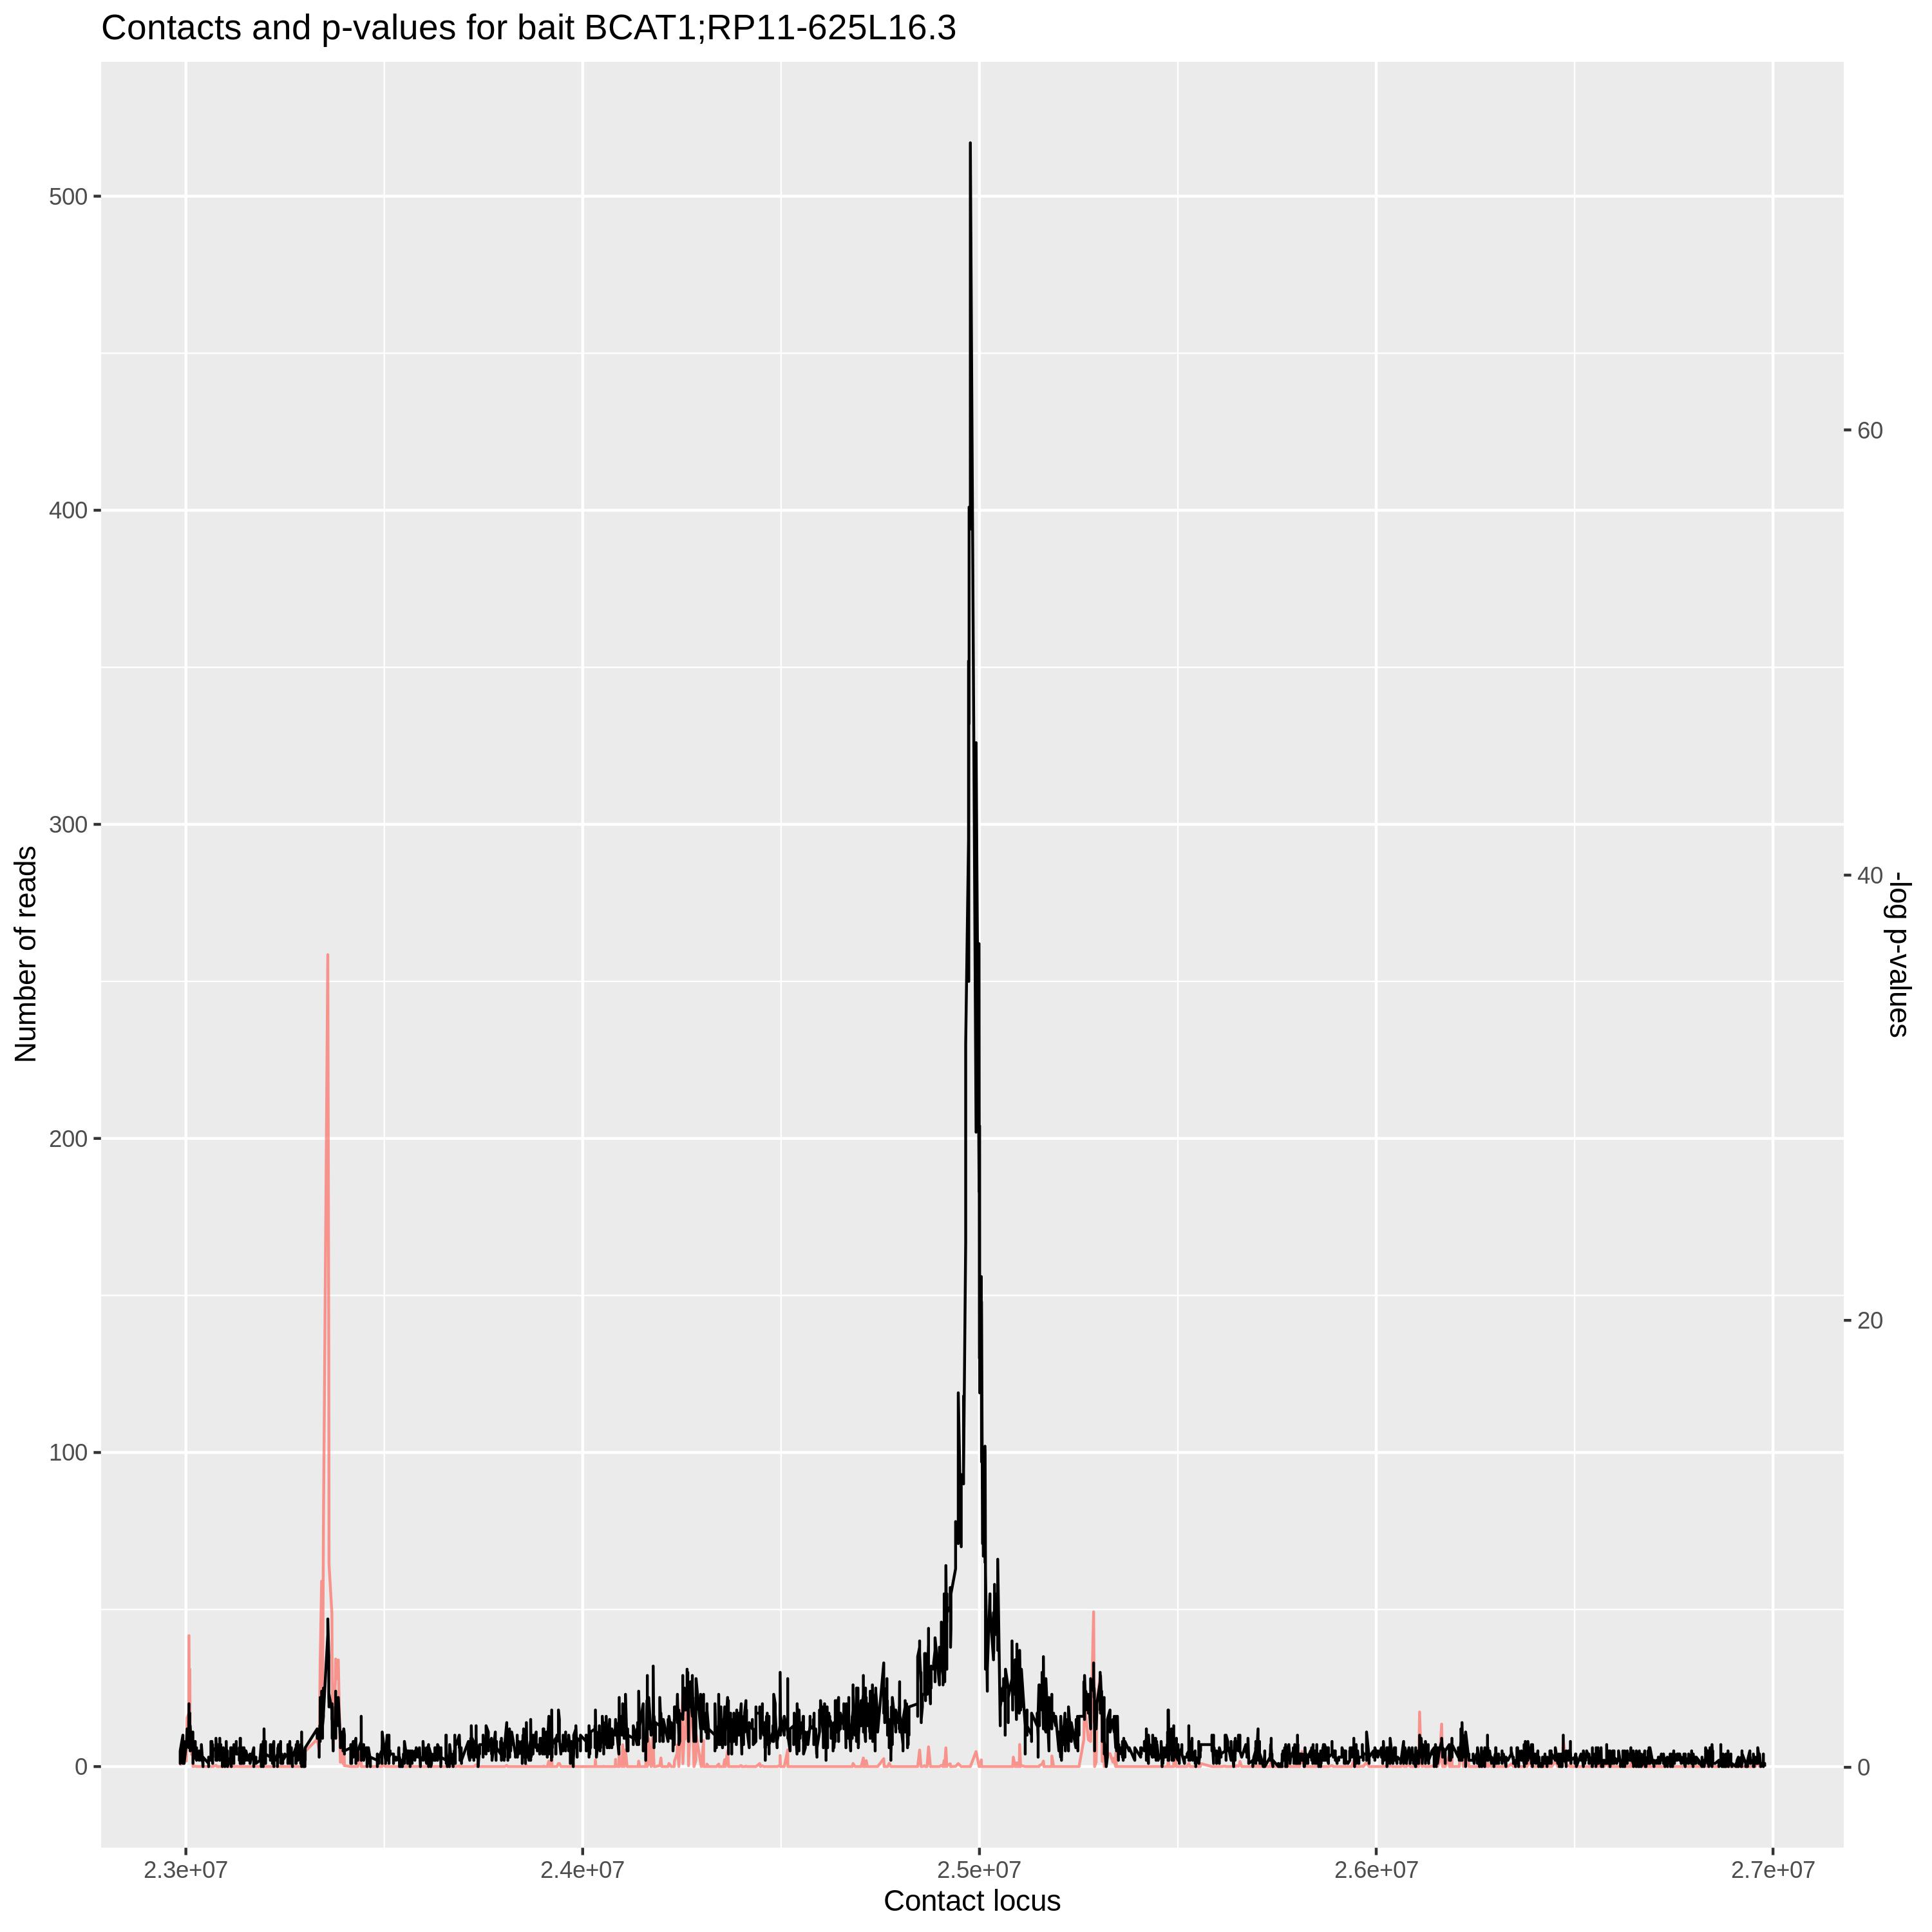 Contacts and p-values for bait BCAT1;RP11-625L16.3
500
400
300
200
100
0
Number of reads
60
40
20
0
-log p-values
2.3e+07
2.4e+07
2.5e+07
2.6e+07
2.7e+07
Contact locus